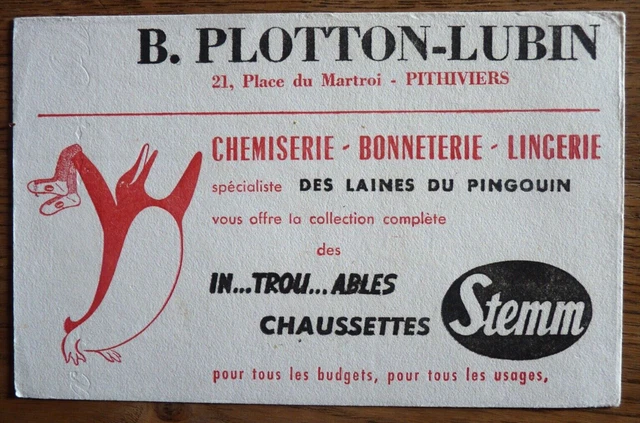 B. PLOTTON-LUBIN
21, Place du Martroi - PITHIVIERS
CHEMISERIE - BONNETERIE - LINGERIE
spécialiste DES LAINES DU PINGOUIN
vous offre la collection complète
des
IN...TROU...ABLES
CHAUSSETTES Stemm
pour tous les budgets, pour tous les usages,